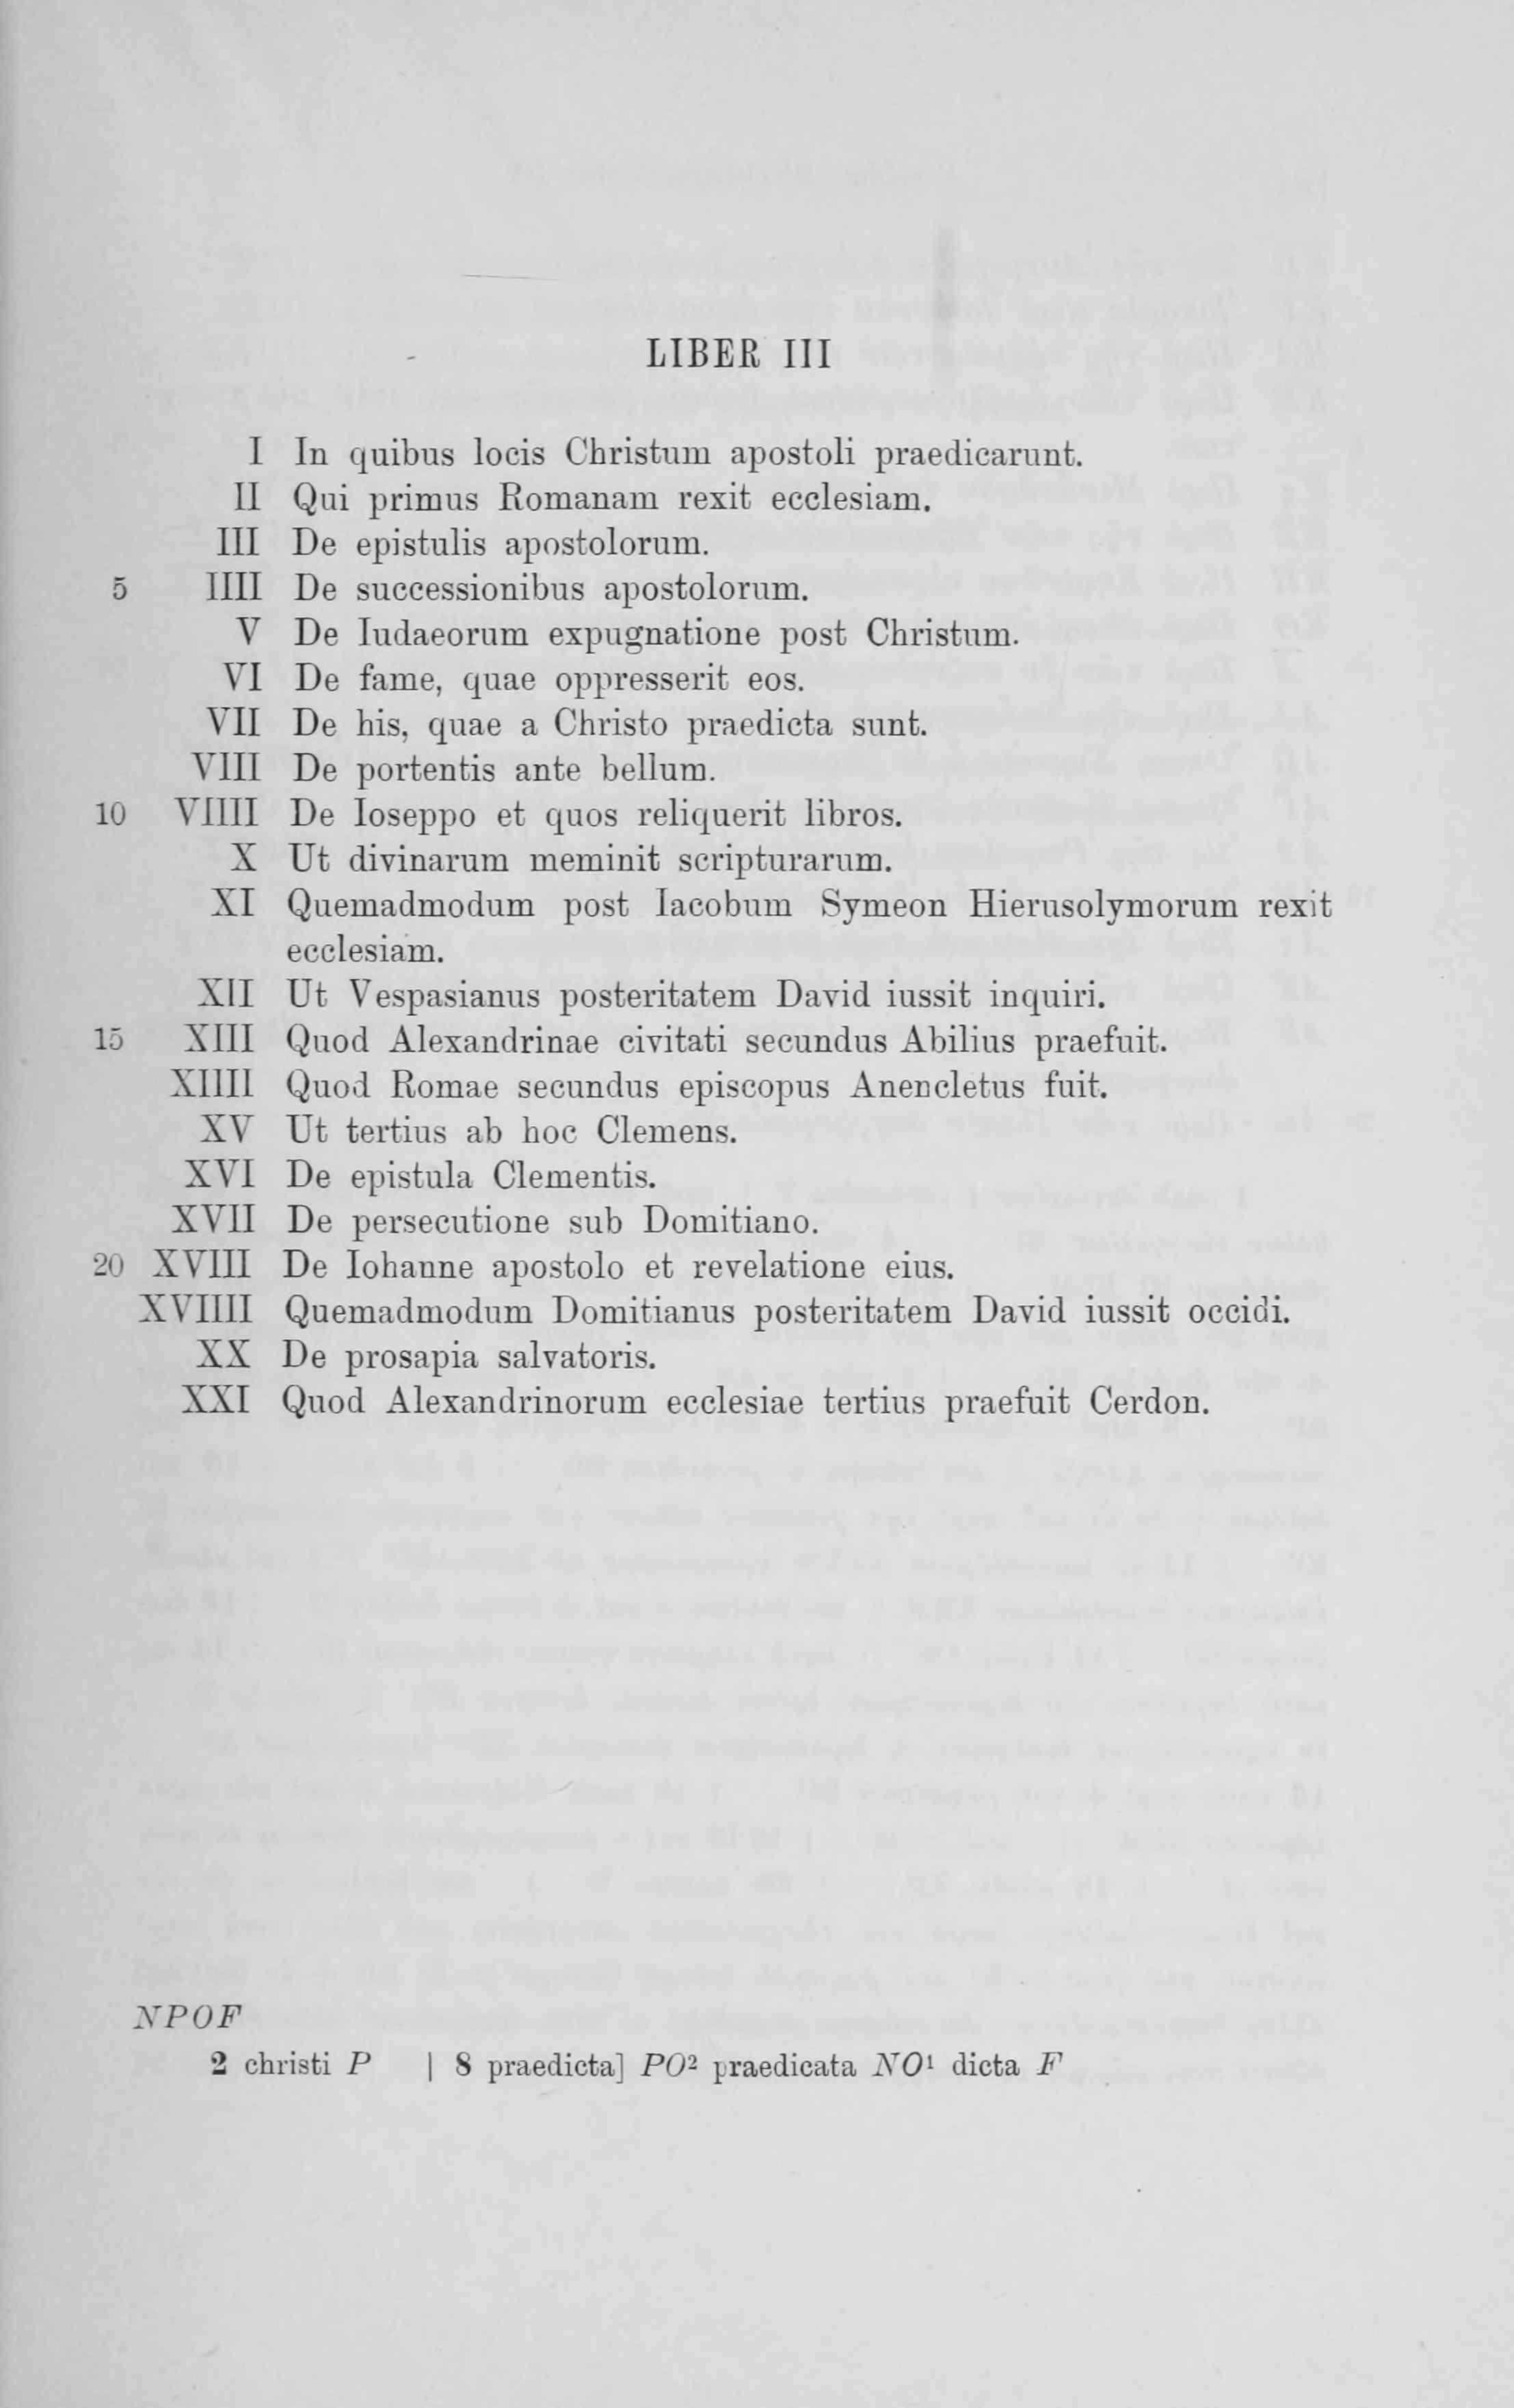 LIBER III
I In quibus locis Christum apostoli praedicarunt.
II Qui primus Romanam rexit ecclesiam.
III De epistulis apostolorum.
5 IIII De successionibus apostolorum.
V De Iudaeorum expugnatione post Christum.
VI De fame, quae oppresserit eos.
VII De his, quae a Christo praedicta sunt.
VIII De portentis ante bellum.
10 VIIII De Ioseppo et quos reliquerit libros.
X Ut divinarum meminit scripturarum.
XI Quemadmodum post Iacobum Symeon Hierusolymorum rexit
ecclesiam.
XII Ut Vespasianus posteritatem David iussit inquiri.
15 XIII Quod Alexandrinae civitati secundus Abilius praefuit.
XIIII Quod Romae secundus episcopus Anencletus fuit.
XV Ut tertius ab hoc Clemens.
XVI De epistula Clementis.
XVII De persecutione sub Domitiano.
20 XVIII De Iohanne apostolo et revelatione eius.
XVIIII Quemadmodum Domitianus posteritatem David iussit occidi.
XX De prosapia salvatoris.
XXI Quod Alexandrinorum ecclesiae tertius praefuit Cerdon.
NPOF
2 christi P | 8 praedicta] PO² praedicata NO¹ dicta F